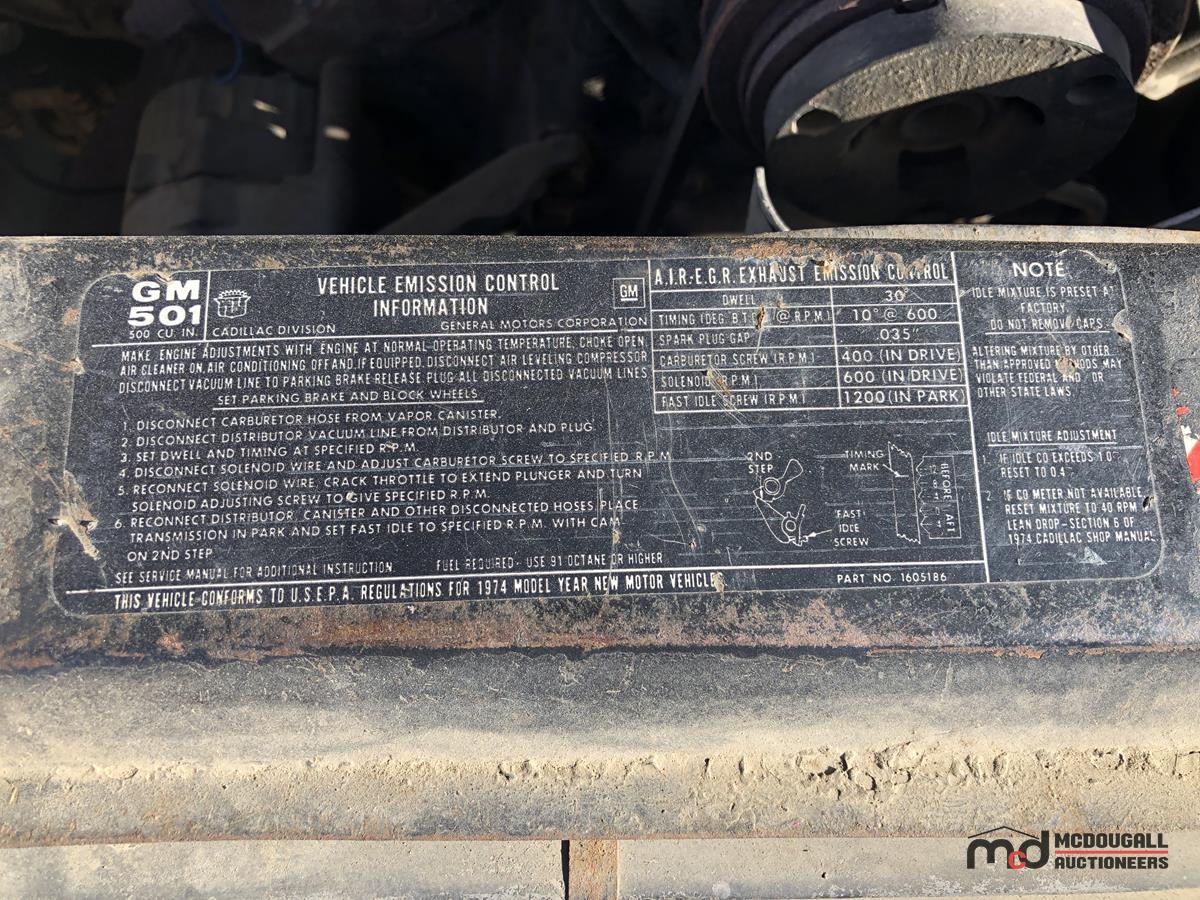 GM
501
500 CU IN.
CADILLAC DIVISION
VEHICLE EMISSION CONTROL
INFORMATION
GM
GENERAL MOTORS CORPORATION
MAKE ENGINE ADJUSTMENTS WITH ENGINE AT NORMAL OPERATING TEMPERATURE, CHOKE OPEN
AIR CLEANER ON, AIR CONDITIONING OFF AND, IF EQUIPPED, DISCONNECT AIR LEVELING COMPRESSOR
DISCONNECT VACUUM LINE TO PARKING BRAKE RELEASE PLUG ALL DISCONNECTED VACUUM LINES
SET PARKING BRAKE AND BLOCK WHEELS
1. DISCONNECT CARBURETOR HOSE FROM VAPOR CANISTER.
2. DISCONNECT DISTRIBUTOR VACUUM LINE FROM DISTRIBUTOR AND PLUG.
3. SET DWELL AND TIMING AT SPECIFIED R.P.M.
4. DISCONNECT SOLENOID WIRE AND ADJUST CARBURETOR SCREW TO SPECIFIED R.P.M.
5. RECONNECT SOLENOID WIRE, CRACK THROTTLE TO EXTEND PLUNGER AND TURN
SOLENOID ADJUSTING SCREW TO GIVE SPECIFIED R.P.M.
6. RECONNECT DISTRIBUTOR, CANISTER AND OTHER DISCONNECTED HOSES PLACE
TRANSMISSION IN PARK AND SET FAST IDLE TO SPECIFIED R.P.M. WITH CAM
ON 2ND STEP
SEE SERVICE MANUAL FOR ADDITIONAL INSTRUCTION. FUEL REQUIRED - USE 91 OCTANE OR HIGHER
THIS VEHICLE CONFORMS TO U.S.E.P.A. REGULATIONS FOR 1974 MODEL YEAR NEW MOTOR VEHICLES
A.I.R.-E.G.R. EXHAUST EMISSION CONTROL
DWELL 30°
TIMING (DEG. B.T.C. @ R.P.M.) 10° @ 600
SPARK PLUG GAP .035"
CARBURETOR SCREW (R.P.M.) 400 (IN DRIVE)
SOLENOID (R.P.M.) 600 (IN DRIVE)
FAST IDLE SCREW (R.P.M.) 1200 (IN PARK)
2ND
STEP
FAST
IDLE
SCREW
TIMING
MARK
BEFORE AFT
PART NO. 1605186
NOTE
IDLE MIXTURE IS PRESET AT
FACTORY.
DO NOT REMOVE CAPS.
ALTERING MIXTURE BY OTHER
THAN APPROVED METHODS MAY
VIOLATE FEDERAL AND/OR
OTHER STATE LAWS.
IDLE MIXTURE ADJUSTMENT
IF IDLE CO EXCEEDS 1.0
RESET TO 0.4
2. IF CO METER NOT AVAILABLE,
RESET MIXTURE TO 40 RPM
LEAN DROP-SECTION 6 OF
1974 CADILLAC SHOP MANUAL
mcd MCDOUGALL
AUCTIONEERS